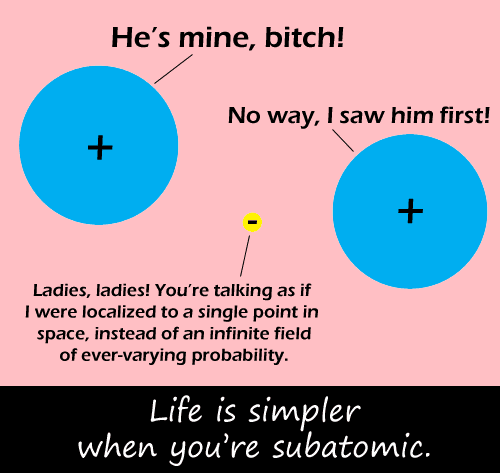 He's mine, bitch!
+
No way, I saw him first!
+
-
Ladies, ladies! You're talking as if
I were localized to a single point in
space, instead of an infinite field
of ever-varying probability.
Life is simpler
when you're subatomic.